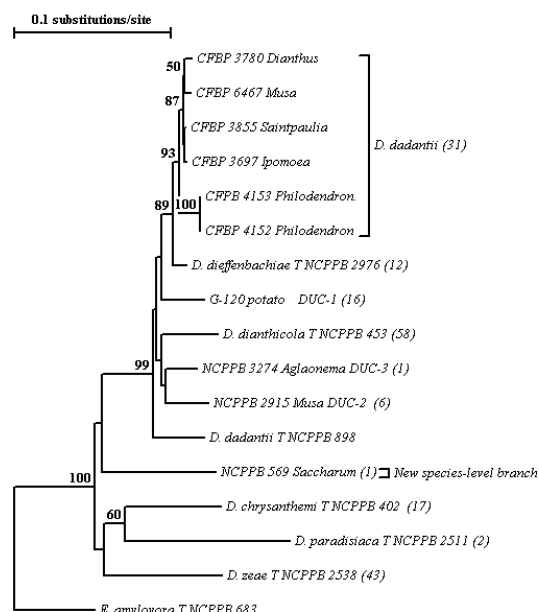 0.1 substitutions/site
50
CFBP 3780 Dianthus
87
CFBP 6467 Musa
CFBP 3855 Saintpaulia
D. dadantii (31)
93
CFBP 3697 Ipomoea
CFPB 4153 Philodendron.
89
100
CFBP 4152 Philodendron
D. dieffenbachiae T NCPPB 2976 (12)
G-120 potato DUC-1 (16)
D. dianthicola T NCPPB 453 (58)
99
NCPPB 3274 Aglaonema DUC-3 (1)
NCPPB 2915 Musa DUC-2 (6)
D. dadantii T NCPPB 898
NCPPB 569 Saccharum (1)
New species-level branch
100
D. chrysanthemi T NCPPB 402 (17)
60
D. paradisiaca T NCPPB 2511 (2)
D. zeae T NCPPB 2538 (43)
E. amylovora T NCPPB 683